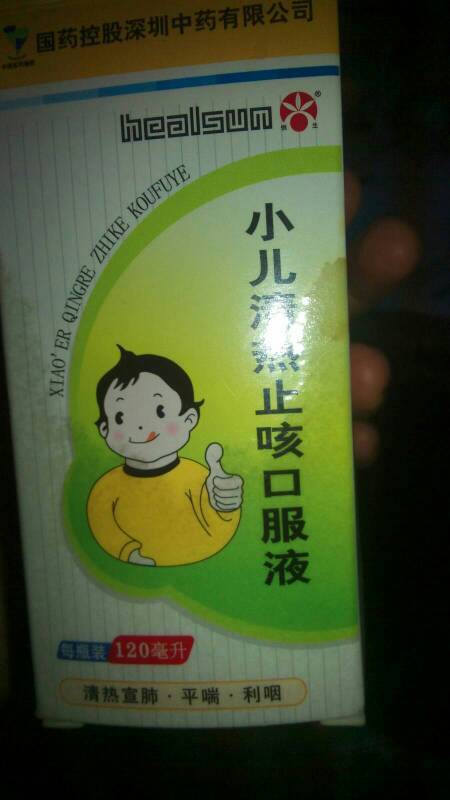 国药控股深圳中药有限公司
healsun
恒生
®
XIAO'ER QINGRE ZHIKE KOUFUYE
小儿清热止咳口服液
每瓶装 120毫升
清热宣肺·平喘·利咽